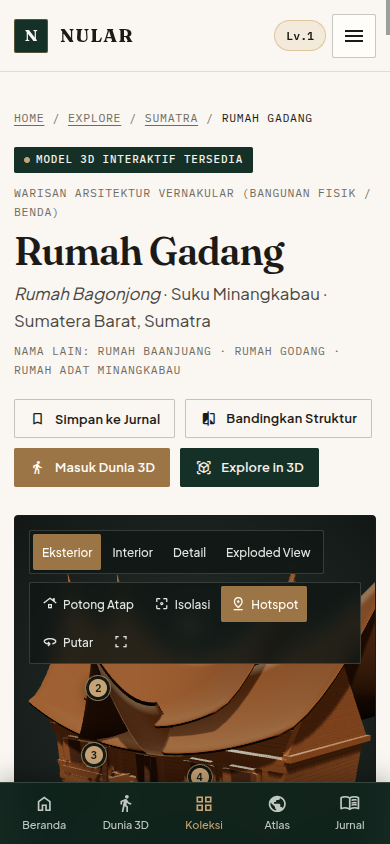 N NULAR Lv.1
HOME / EXPLORE / SUMATRA / RUMAH GADANG
MODEL 3D INTERAKTIF TERSEDIA
WARISAN ARSITEKTUR VERNAKULAR (BANGUNAN FISIK /
BENDA)
Rumah Gadang
Rumah Bagonjong · Suku Minangkabau ·
Sumatera Barat, Sumatra
NAMA LAIN: RUMAH BAANJUANG · RUMAH GODANG ·
RUMAH ADAT MINANGKABAU
Simpan ke Jurnal Bandingkan Struktur
Masuk Dunia 3D Explore in 3D
Eksterior Interior Detail Exploded View
Potong Atap Isolasi Hotspot
Putar
2
3
4
Beranda Dunia 3D Koleksi Atlas Jurnal